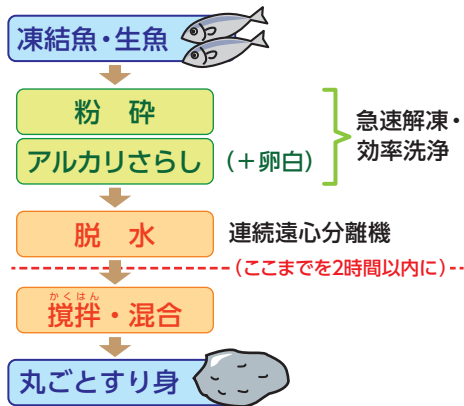 凍結魚・生魚
粉 砕
アルカリさらし (+卵白)
急速解凍・
効率洗浄
脱 水 連続遠心分離機
(ここまでを2時間以内に)
かくはん
撹拌・混合
丸ごとすり身